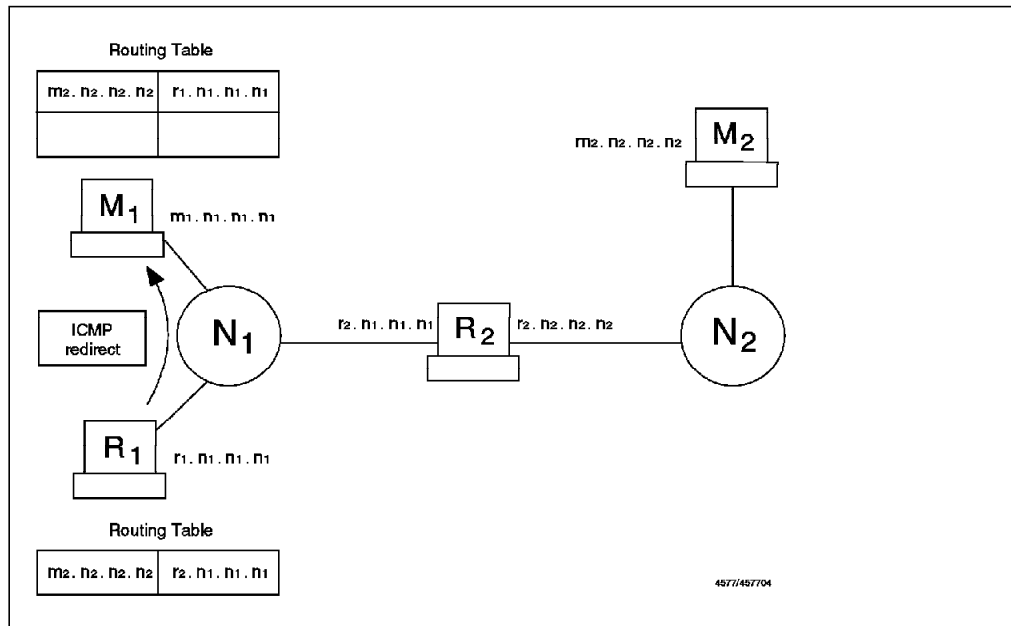 Routing Table
m₂. n₂. n₂. n₂ r₁. n₁. n₁. n₁
M₁
m₁. n₁. n₁. n₁
M₂
m₂. n₂. n₂. n₂
ICMP
redirect
N₁
r₂. n₁. n₁. n₁
R₂
r₂. n₂. n₂. n₂
N₂
R₁
r₁. n₁. n₁. n₁
Routing Table
m₂. n₂. n₂. n₂ r₂. n₁. n₁. n₁
4577/457704